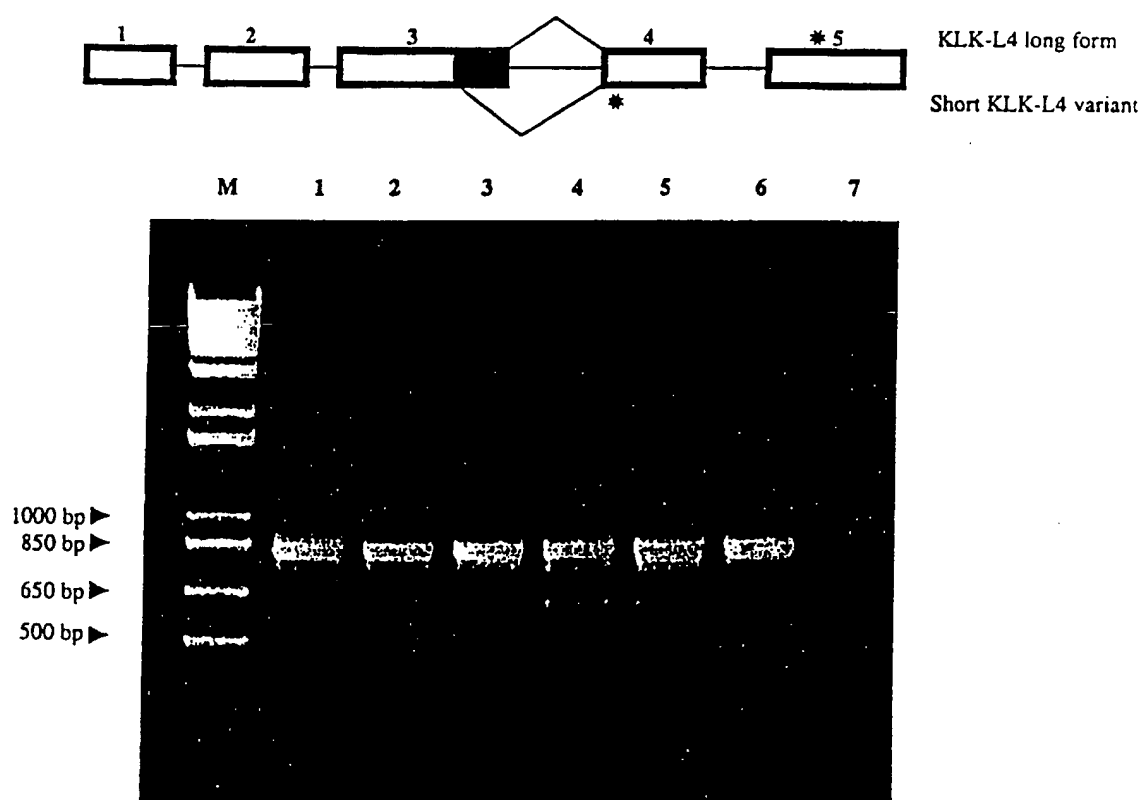 1 2 3 4 * 5 KLK-L4 long form
* Short KLK-L4 variant
M 1 2 3 4 5 6 7
1000 bp
850 bp
650 bp
500 bp